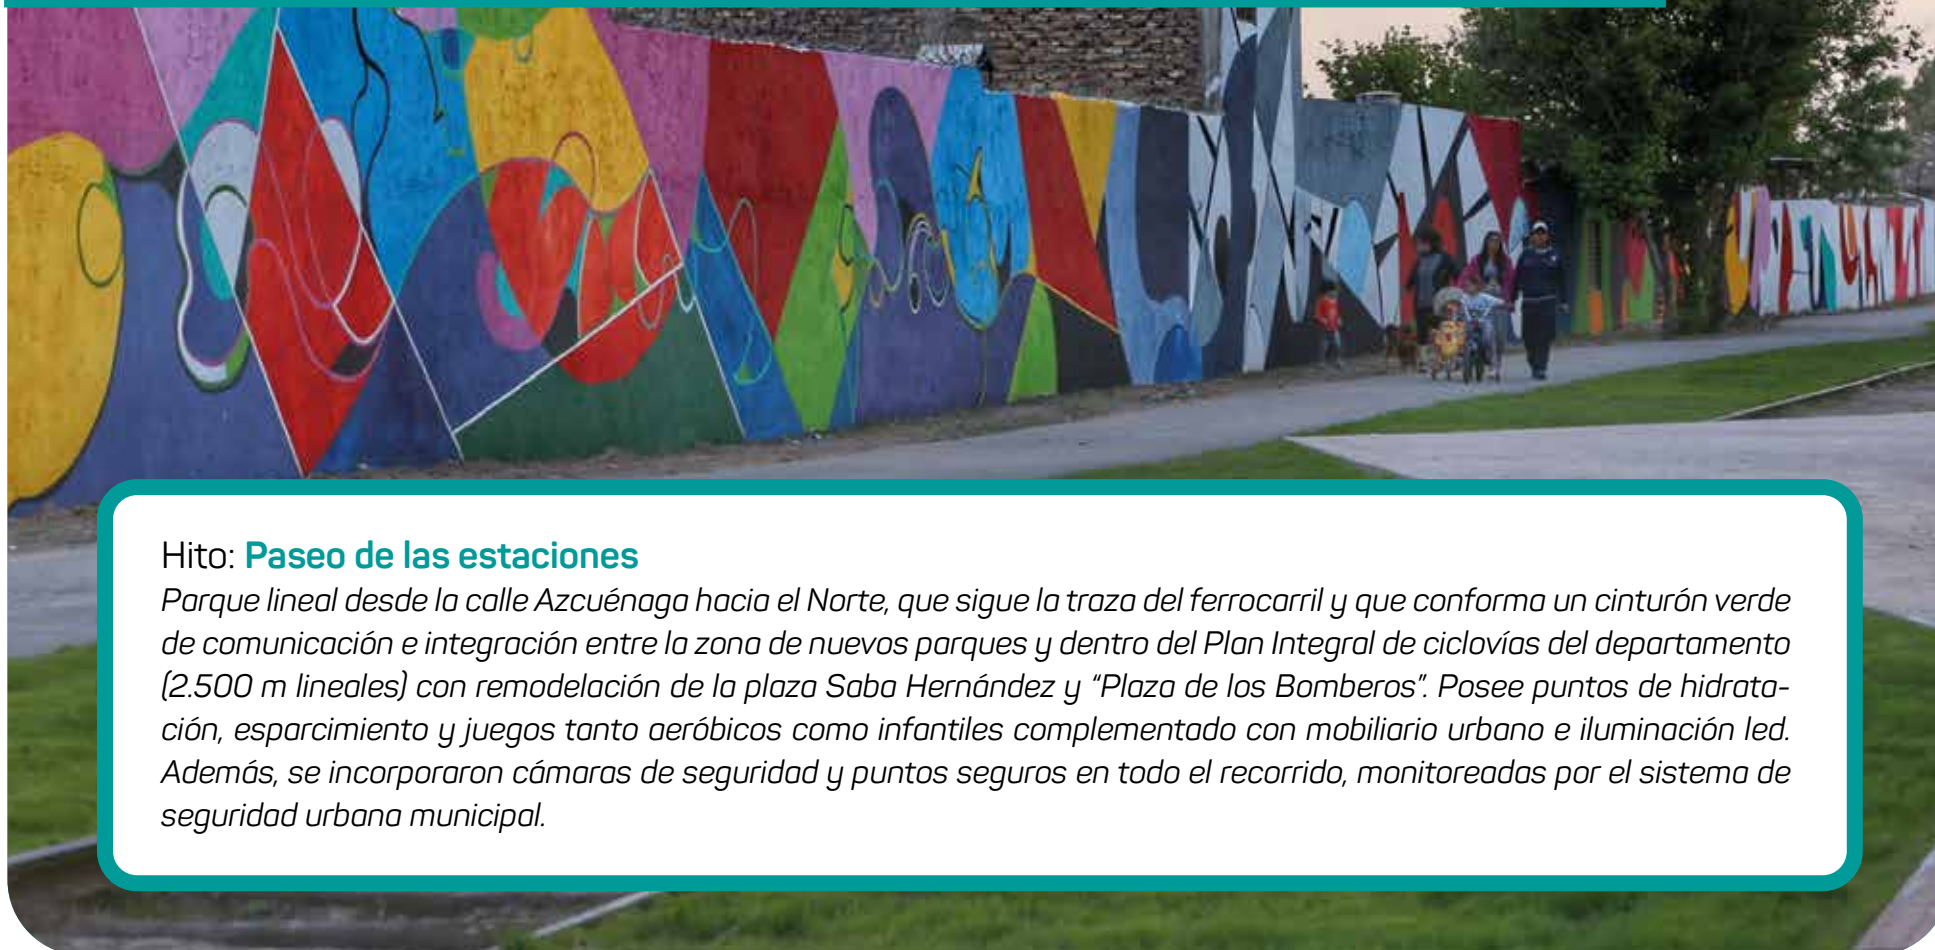 Hito: Paseo de las estaciones
Parque lineal desde la calle Azcuénaga hacia el Norte, que sigue la traza del ferrocarril y que conforma un cinturón verde
de comunicación e integración entre la zona de nuevos parques y dentro del Plan Integral de ciclovías del departamento
(2.500 m lineales) con remodelación de la plaza Saba Hernández y “Plaza de los Bomberos”. Posee puntos de hidrata-
ción, esparcimiento y juegos tanto aeróbicos como infantiles complementado con mobiliario urbano e iluminación led.
Además, se incorporaron cámaras de seguridad y puntos seguros en todo el recorrido, monitoreadas por el sistema de
seguridad urbana municipal.